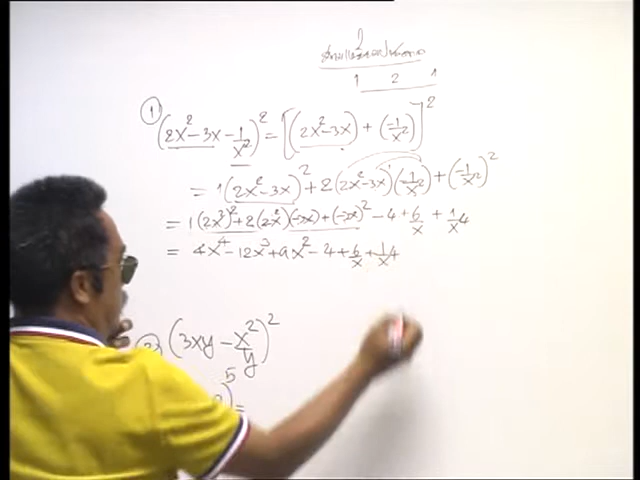 2
1 2 1
① (2x² - 3x - 1/x²)² = [(2x² - 3x) + (-1/x²)]²
= 1(2x² - 3x)² + 2(2x² - 3x)(-1/x²) + (-1/x²)²
= 1(2x²)² + 2(2x²)(-3x) + (-3x)² - 4 + 6/x + 1/x⁴
= 4x⁴ - 12x³ + 9x² - 4 + 6/x + 1/x⁴
(3xy - x²/y)²
)⁵ =